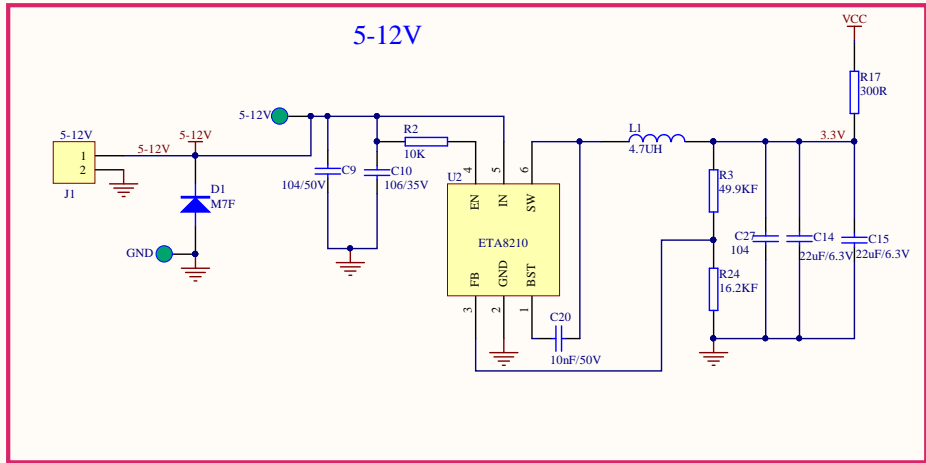 5-12V
VCC
R17
300R
5-12V
5-12V
5-12V
5-12V
R2
10K
L1
4.7UH
3.3V
1
2
J1
D1
M7F
C9
104/50V
C10
106/35V
4
5
6
U2
EN
IN
SW
ETA8210
FB
GND
BST
3
2
1
R3
49.9KF
C27
104
C14
22uF/6.3V
C15
22uF/6.3V
GND
R24
16.2KF
C20
10nF/50V